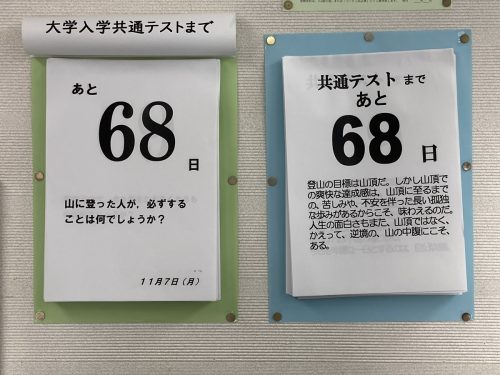 大学入学共通テストまで
あと
68
日
山に登った人が、必ずする
ことは何でしょうか？
11月7日（月）
共通テスト まで
あと
68 日
登山の目標は山頂だ。しかし山頂で
の爽快な達成感は、山頂に至るまで
の、苦しみや、不安を伴った長い孤独
な歩みがあるからこそ、味わえるのだ。
人生の面白さもまた、山頂ではなく、
かえって、逆境の、山の中腹にこそ、
ある。